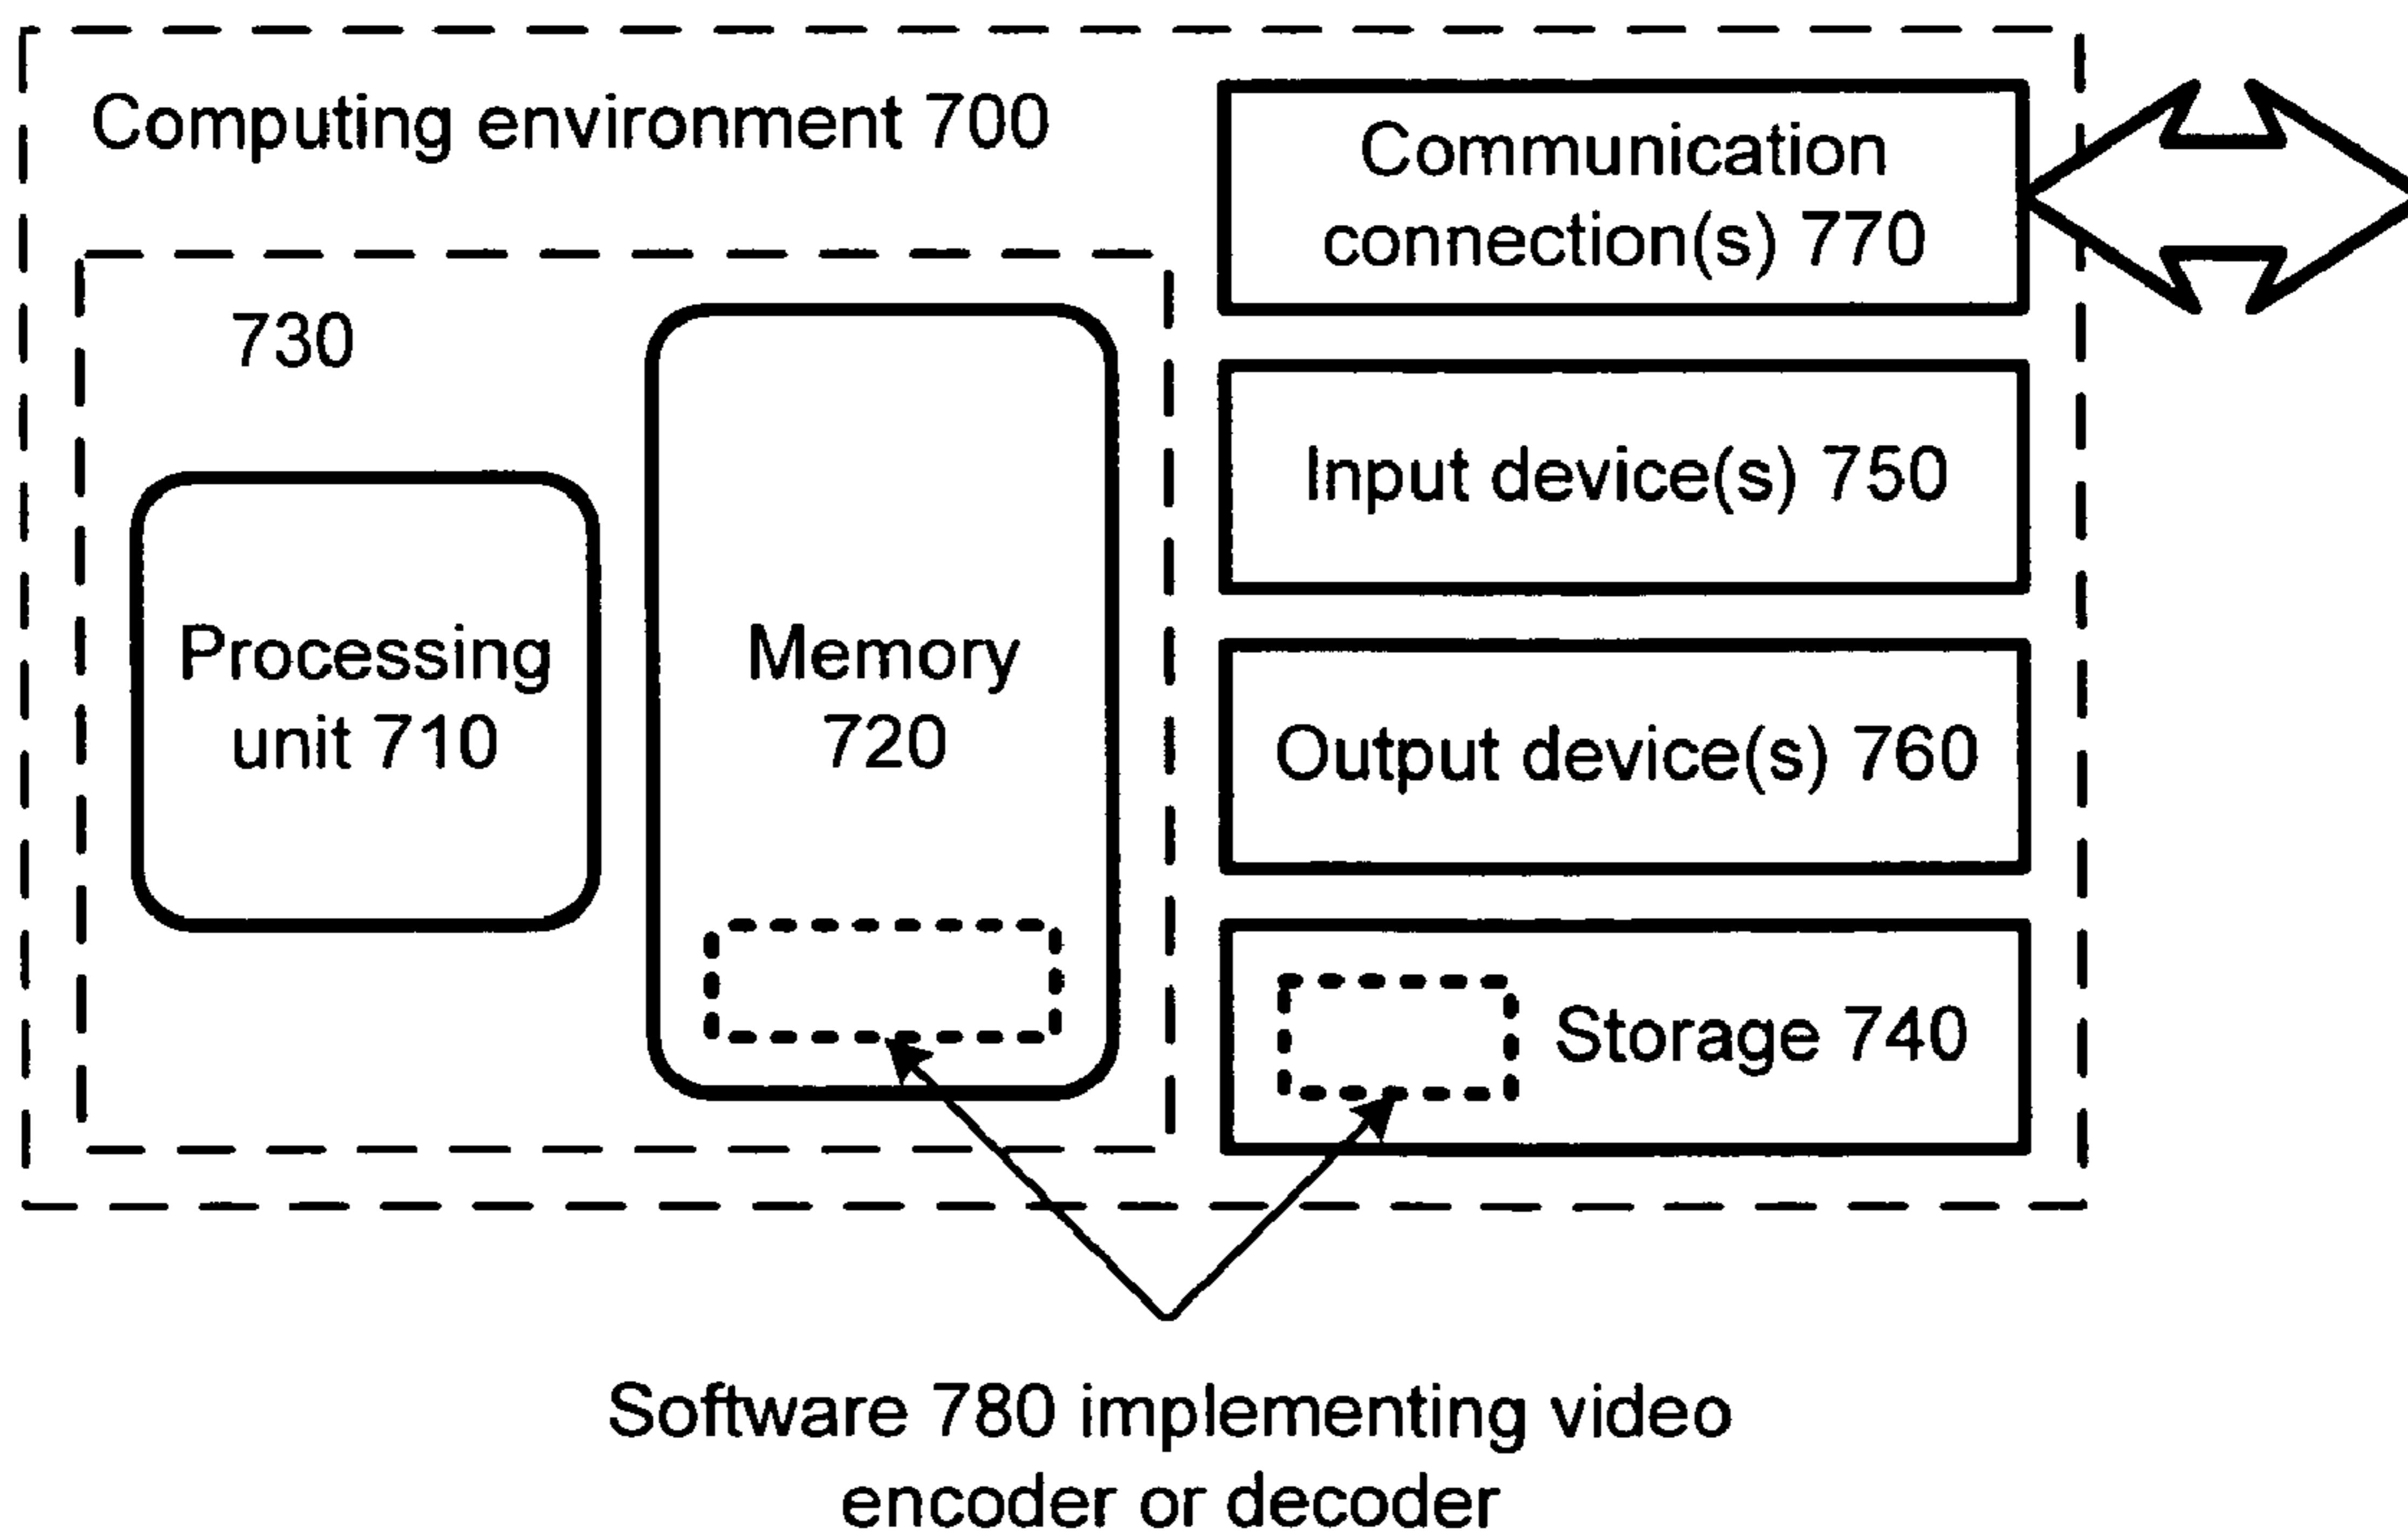 Computing environment 700
Communication
connection(s) 770
730
Input device(s) 750
Processing
unit 710
Memory
720
Output device(s) 760
Storage 740
Software 780 implementing video
encoder or decoder